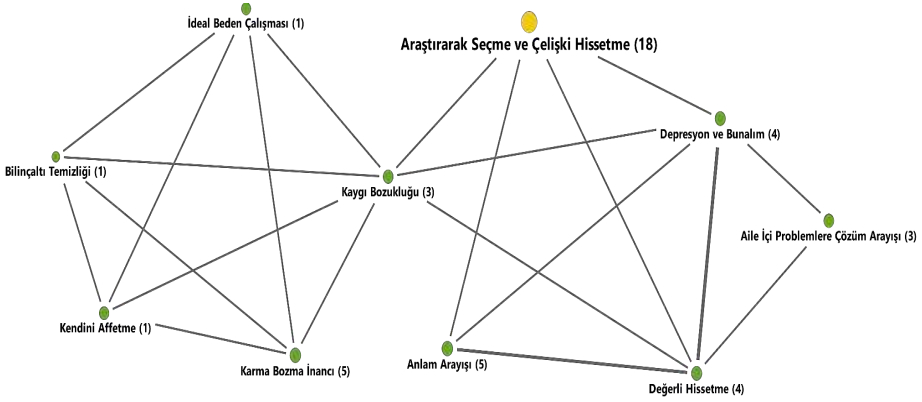 İdeal Beden Çalışması (1)
Araştırarak Seçme ve Çelişki Hissetme (18)
Depresyon ve Bunalım (4)
Bilinçaltı Temizliği (1)
Kaygı Bozukluğu (3)
Aile İçi Problemlere Çözüm Arayışı (3)
Kendini Affetme (1)
Karma Bozma İnancı (5)
Anlam Arayışı (5)
Değerli Hissetme (4)